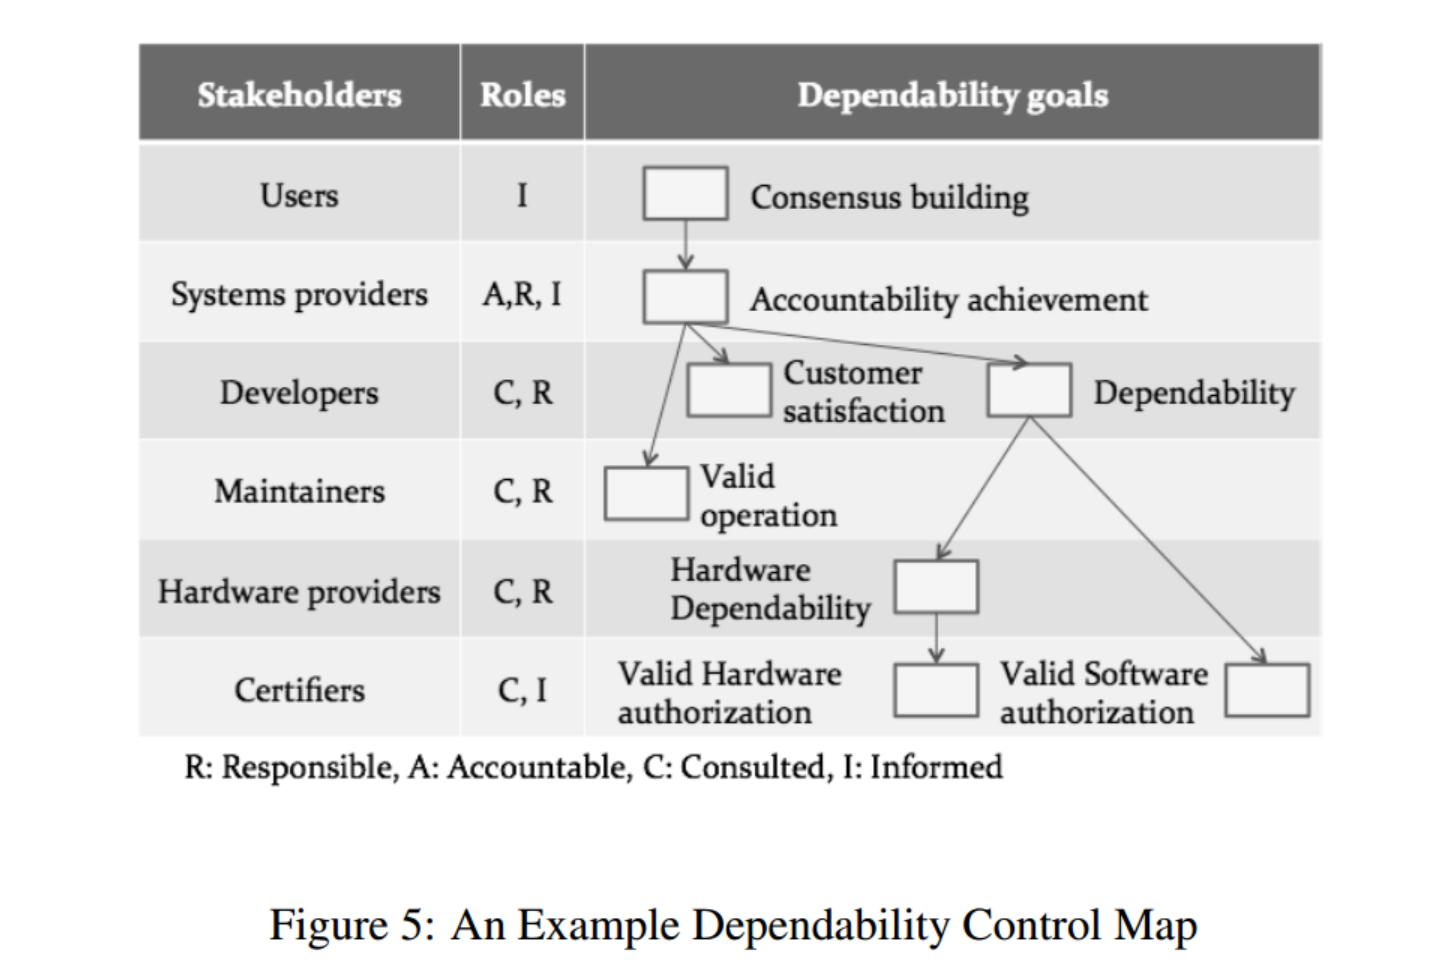 Stakeholders Roles Dependability goals
Users I Consensus building
Systems providers A,R, I Accountability achievement
Developers C, R Customer
satisfaction Dependability
Maintainers C, R Valid
operation
Hardware providers C, R Hardware
Dependability
Certifiers C, I Valid Hardware
authorization Valid Software
authorization
R: Responsible, A: Accountable, C: Consulted, I: Informed
Figure 5: An Example Dependability Control Map